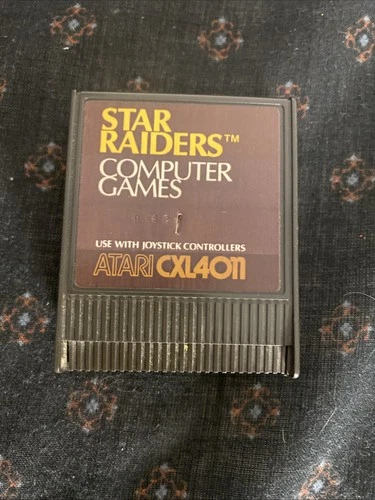 STAR
RAIDERS™
COMPUTER
GAMES
USE WITH JOYSTICK CONTROLLERS
ATARI CXL4011